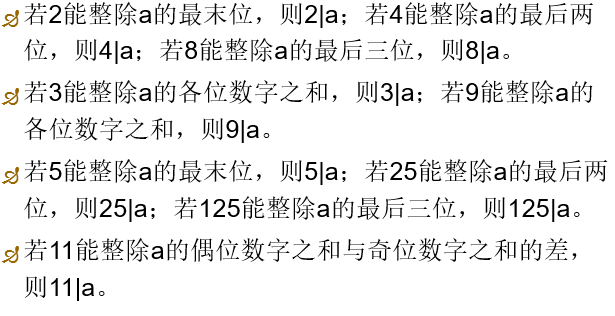 若2能整除a的最末位，则2|a；若4能整除a的最后两
位，则4|a；若8能整除a的最后三位，则8|a。
若3能整除a的各位数字之和，则3|a；若9能整除a的
各位数字之和，则9|a。
若5能整除a的最末位，则5|a；若25能整除a的最后两
位，则25|a；若125能整除a的最后三位，则125|a。
若11能整除a的偶位数字之和与奇位数字之和的差，
则11|a。